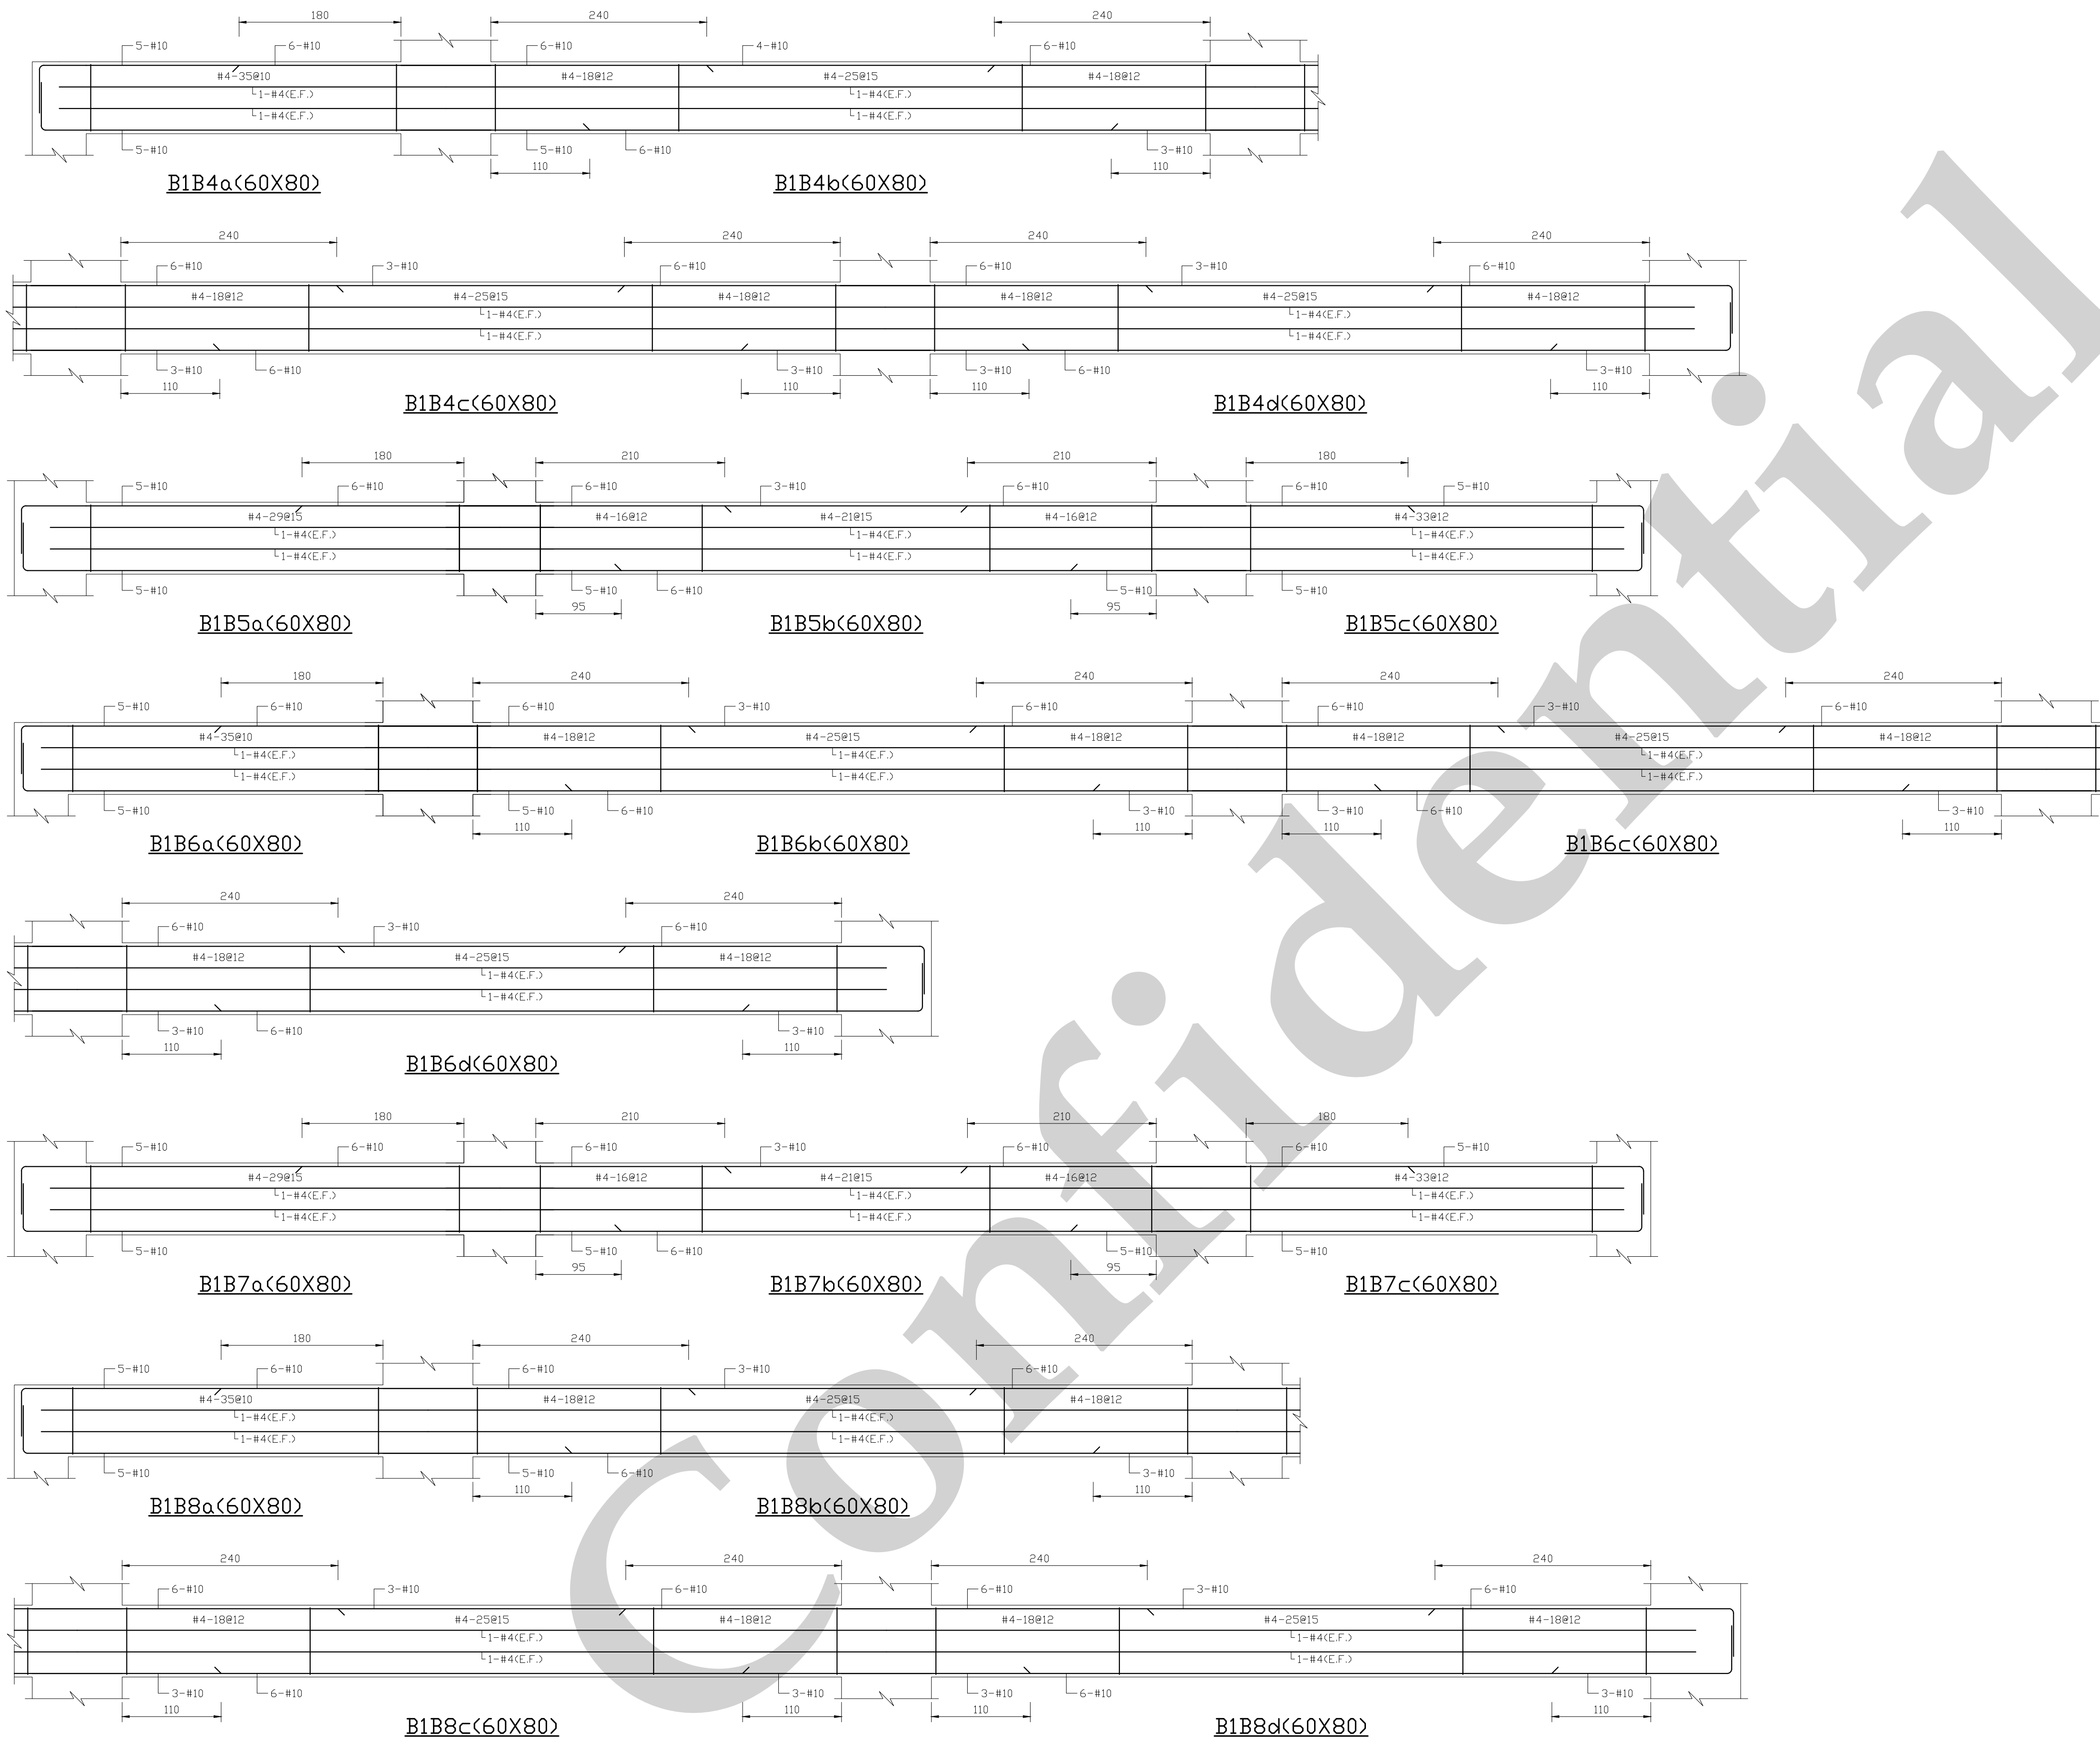 180 240 240
5-#10 6-#10 6-#10 4-#10 6-#10
#4-35@10 #4-18@12 #4-25@15 #4-18@12
1-#4(E.F.) 1-#4(E.F.)
1-#4(E.F.) 1-#4(E.F.)
5-#10 5-#10 6-#10 3-#10
110 110
B1B4a(60X80) B1B4b(60X80)
240 240 240 240
6-#10 3-#10 6-#10 6-#10 3-#10 6-#10
#4-18@12 #4-25@15 #4-18@12 #4-18@12 #4-25@15 #4-18@12
1-#4(E.F.) 1-#4(E.F.)
1-#4(E.F.) 1-#4(E.F.)
3-#10 6-#10 3-#10 3-#10 6-#10 3-#10
110 110 110 110
B1B4c(60X80) B1B4d(60X80)
180 210 210 180
5-#10 6-#10 6-#10 3-#10 6-#10 6-#10 5-#10
#4-29@15 #4-16@12 #4-21@15 #4-16@12 #4-33@12
1-#4(E.F.) 1-#4(E.F.) 1-#4(E.F.)
1-#4(E.F.) 1-#4(E.F.) 1-#4(E.F.)
5-#10 5-#10 6-#10 5-#10 5-#10
95 95
B1B5a(60X80) B1B5b(60X80) B1B5c(60X80)
180 240 240 240 240
5-#10 6-#10 6-#10 3-#10 6-#10 6-#10 3-#10 6-#10
#4-35@10 #4-18@12 #4-25@15 #4-18@12 #4-18@12 #4-25@15 #4-18@12
1-#4(E.F.) 1-#4(E.F.) 1-#4(E.F.)
1-#4(E.F.) 1-#4(E.F.) 1-#4(E.F.)
5-#10 5-#10 6-#10 3-#10 3-#10 6-#10 3-#10
110 110 110 110
B1B6a(60X80) B1B6b(60X80) B1B6c(60X80)
240 240
6-#10 3-#10 6-#10
#4-18@12 #4-25@15 #4-18@12
1-#4(E.F.)
1-#4(E.F.)
3-#10 6-#10 3-#10
110 110
B1B6d(60X80)
180 210 210 180
5-#10 6-#10 6-#10 3-#10 6-#10 6-#10 5-#10
#4-29@15 #4-16@12 #4-21@15 #4-16@12 #4-33@12
1-#4(E.F.) 1-#4(E.F.) 1-#4(E.F.)
1-#4(E.F.) 1-#4(E.F.) 1-#4(E.F.)
5-#10 5-#10 6-#10 5-#10 5-#10
95 95
B1B7a(60X80) B1B7b(60X80) B1B7c(60X80)
180 240 240
5-#10 6-#10 6-#10 3-#10 6-#10
#4-35@10 #4-18@12 #4-25@15 #4-18@12
1-#4(E.F.) 1-#4(E.F.)
1-#4(E.F.) 1-#4(E.F.)
5-#10 5-#10 6-#10 3-#10
110 110
B1B8a(60X80) B1B8b(60X80)
240 240 240 240
6-#10 3-#10 6-#10 6-#10 3-#10 6-#10
#4-18@12 #4-25@15 #4-18@12 #4-18@12 #4-25@15 #4-18@12
1-#4(E.F.) 1-#4(E.F.)
1-#4(E.F.) 1-#4(E.F.)
3-#10 6-#10 3-#10 3-#10 6-#10 3-#10
110 110 110 110
B1B8c(60X80) B1B8d(60X80)
Confidential